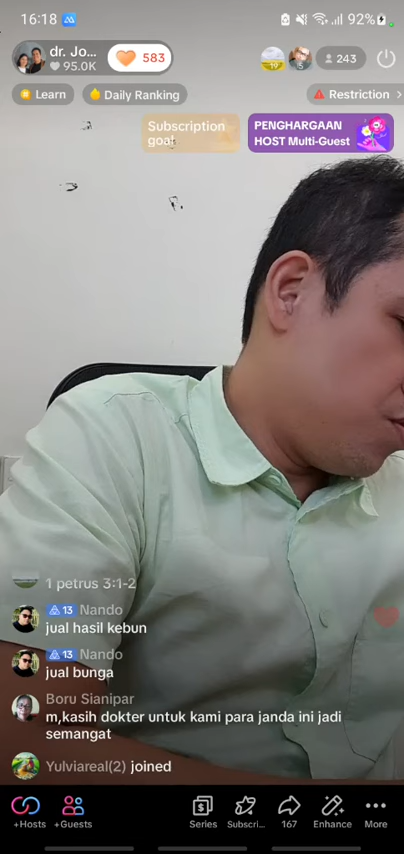 16:18
92%
dr. Jo...
95.0K
583
19
5
243
Learn
Daily Ranking
Restriction
Subscription
goal
PENGHARGAAN
HOST Multi-Guest
1 petrus 3:1-2
13 Nando
jual hasil kebun
13 Nando
jual bunga
Boru Sianipar
m,kasih dokter untuk kami para janda ini jadi
semangat
Yulviareal(2) joined
+Hosts
+Guests
Series
Subscri...
167
Enhance
More